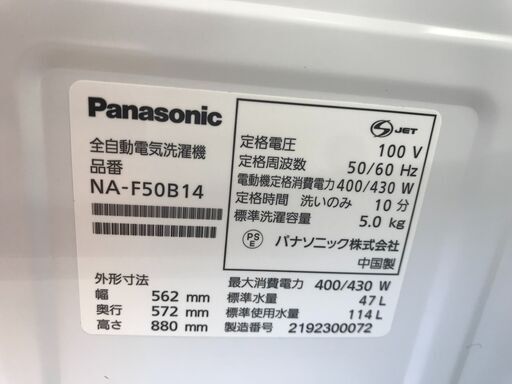 Panasonic
全自動電気洗濯機
品番
NA-F50B14
外形寸法
幅 562 mm
奥行 572 mm
高さ 880 mm
S JET
定格電圧 100 V
定格周波数 50/60 Hz
電動機定格消費電力 400/430 W
定格時間 洗いのみ 10 分
標準洗濯容量 5.0 kg
PS E パナソニック株式会社
中国製
最大消費電力 400/430 W
標準水量 47 L
標準使用水量 114 L
製造番号 2192300072